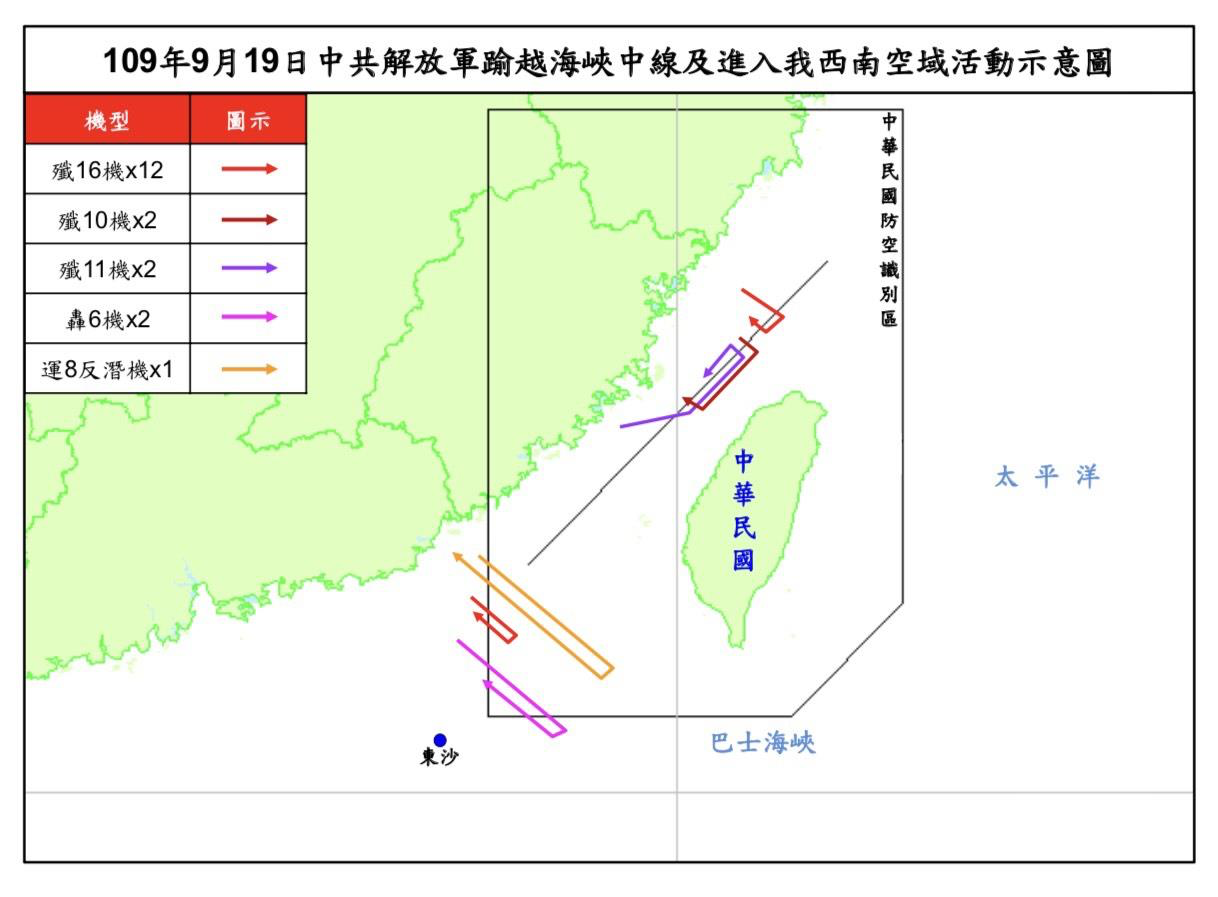 109年9月19日中共解放軍踰越海峽中線及進入我西南空域活動示意圖
機型 圖示
殲16機x12
殲10機x2
殲11機x2
轟6機x2
運8反潛機x1
中華民國防空識別區
中華民國
太平洋
巴士海峽
東沙